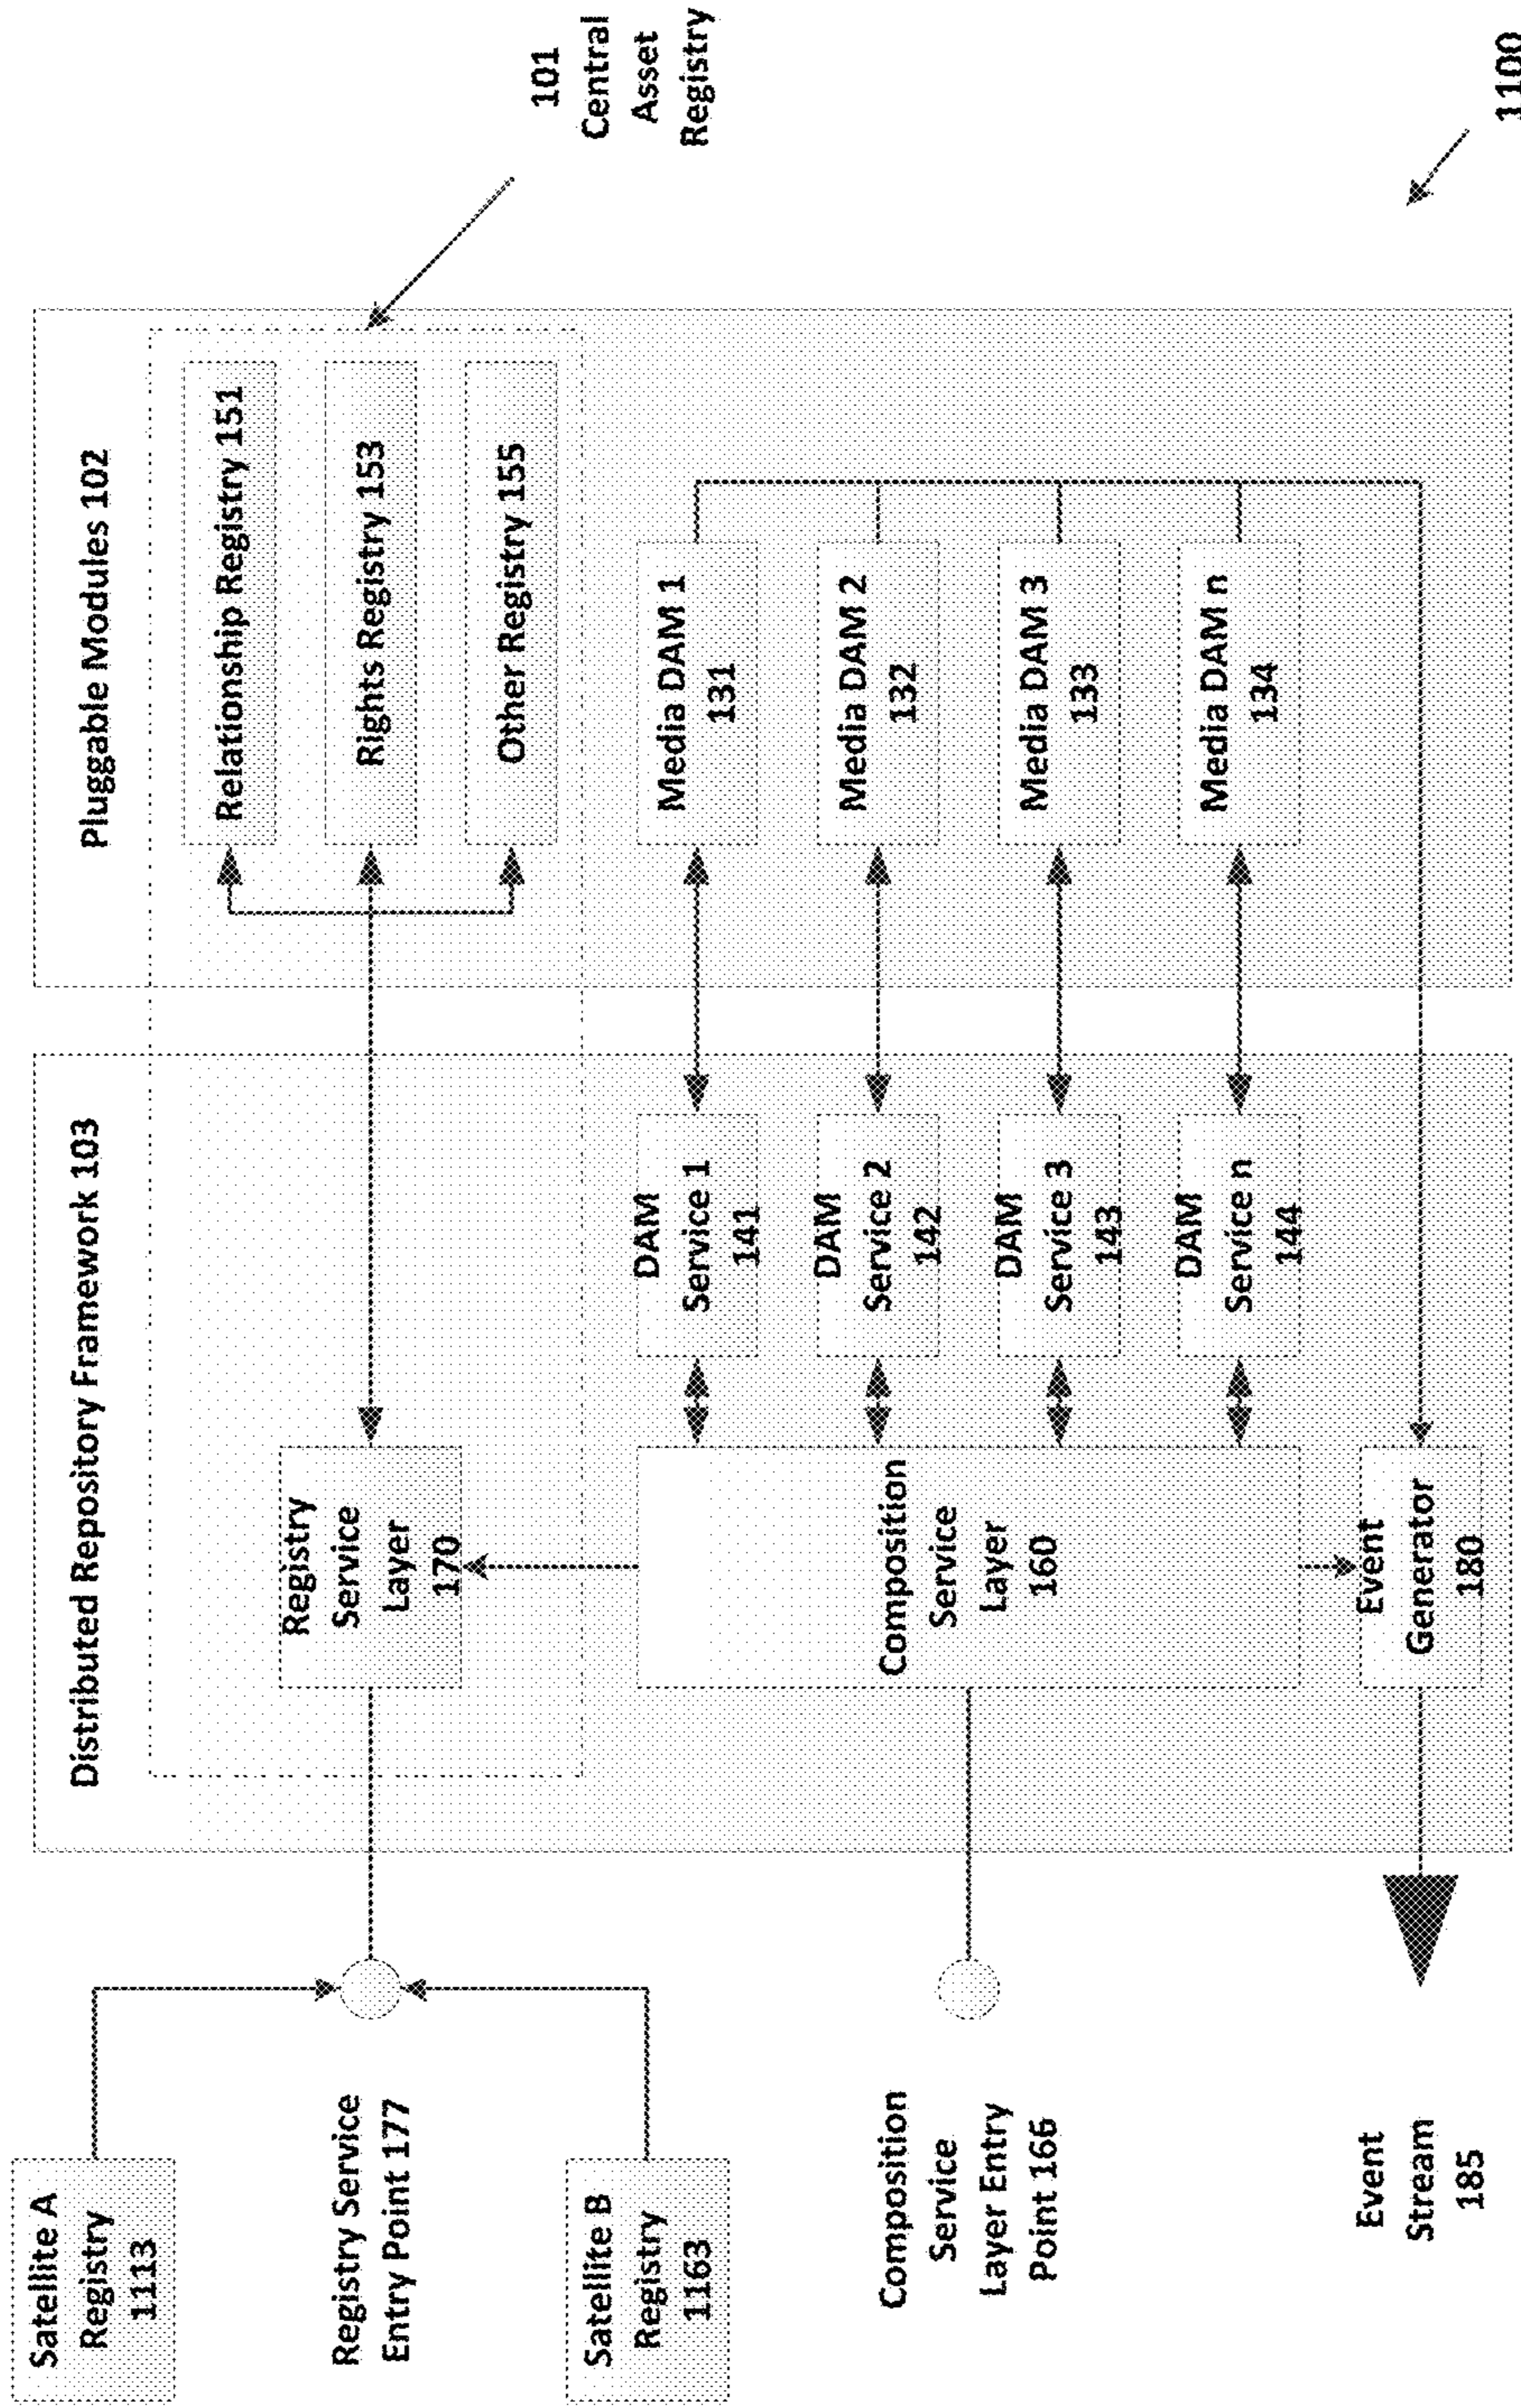 Satellite A
Registry
1113
Registry Service
Entry Point 177
Satellite B
Registry
1163
Composition
Service
Layer Entry
Point 166
Event
Stream
185
Distributed Repository Framework 103
Registry
Service
Layer
170
Composition
Service
Layer
160
Event
Generator
180
DAM
Service 1
141
DAM
Service 2
142
DAM
Service 3
143
DAM
Service n
144
Pluggable Modules 102
Relationship Registry 151
Rights Registry 153
Other Registry 155
Media DAM 1
131
Media DAM 2
132
Media DAM 3
133
Media DAM n
134
101
Central
Asset
Registry
1100